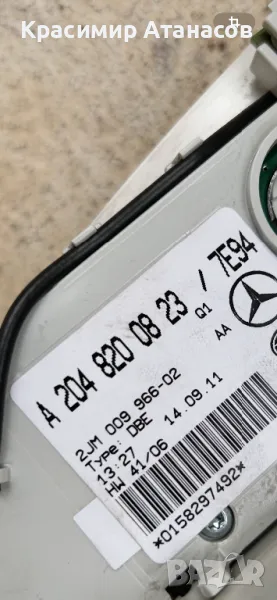 Красимир Атанасов
A 204 820 08 23 / 7E94
Q1
AA
2JM 009 966-02
Type: DBE 14.09.11
13:27
HW 41/06
*0158297492*
bazar